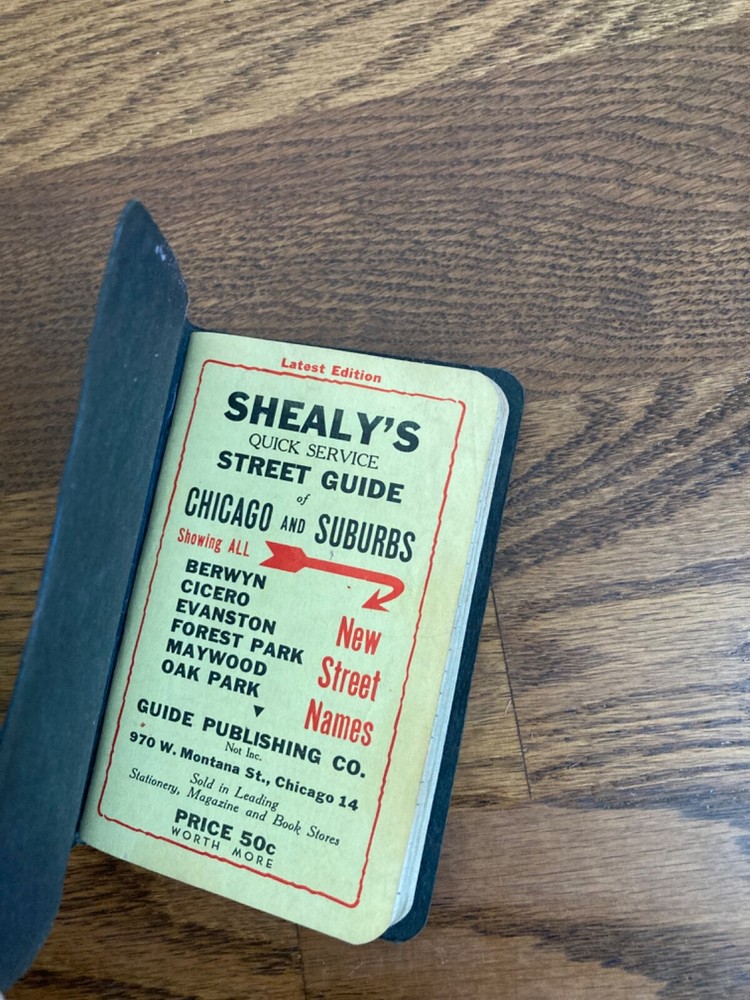 Latest Edition
SHEALY'S
QUICK SERVICE
STREET GUIDE
of
CHICAGO AND SUBURBS
Showing ALL
BERWYN
CICERO
EVANSTON
FOREST PARK
MAYWOOD
OAK PARK
New
Street
Names
GUIDE PUBLISHING CO.
Not Inc.
970 W. Montana St., Chicago 14
Sold in Leading
Stationery, Magazine and Book Stores
PRICE 50c
WORTH MORE